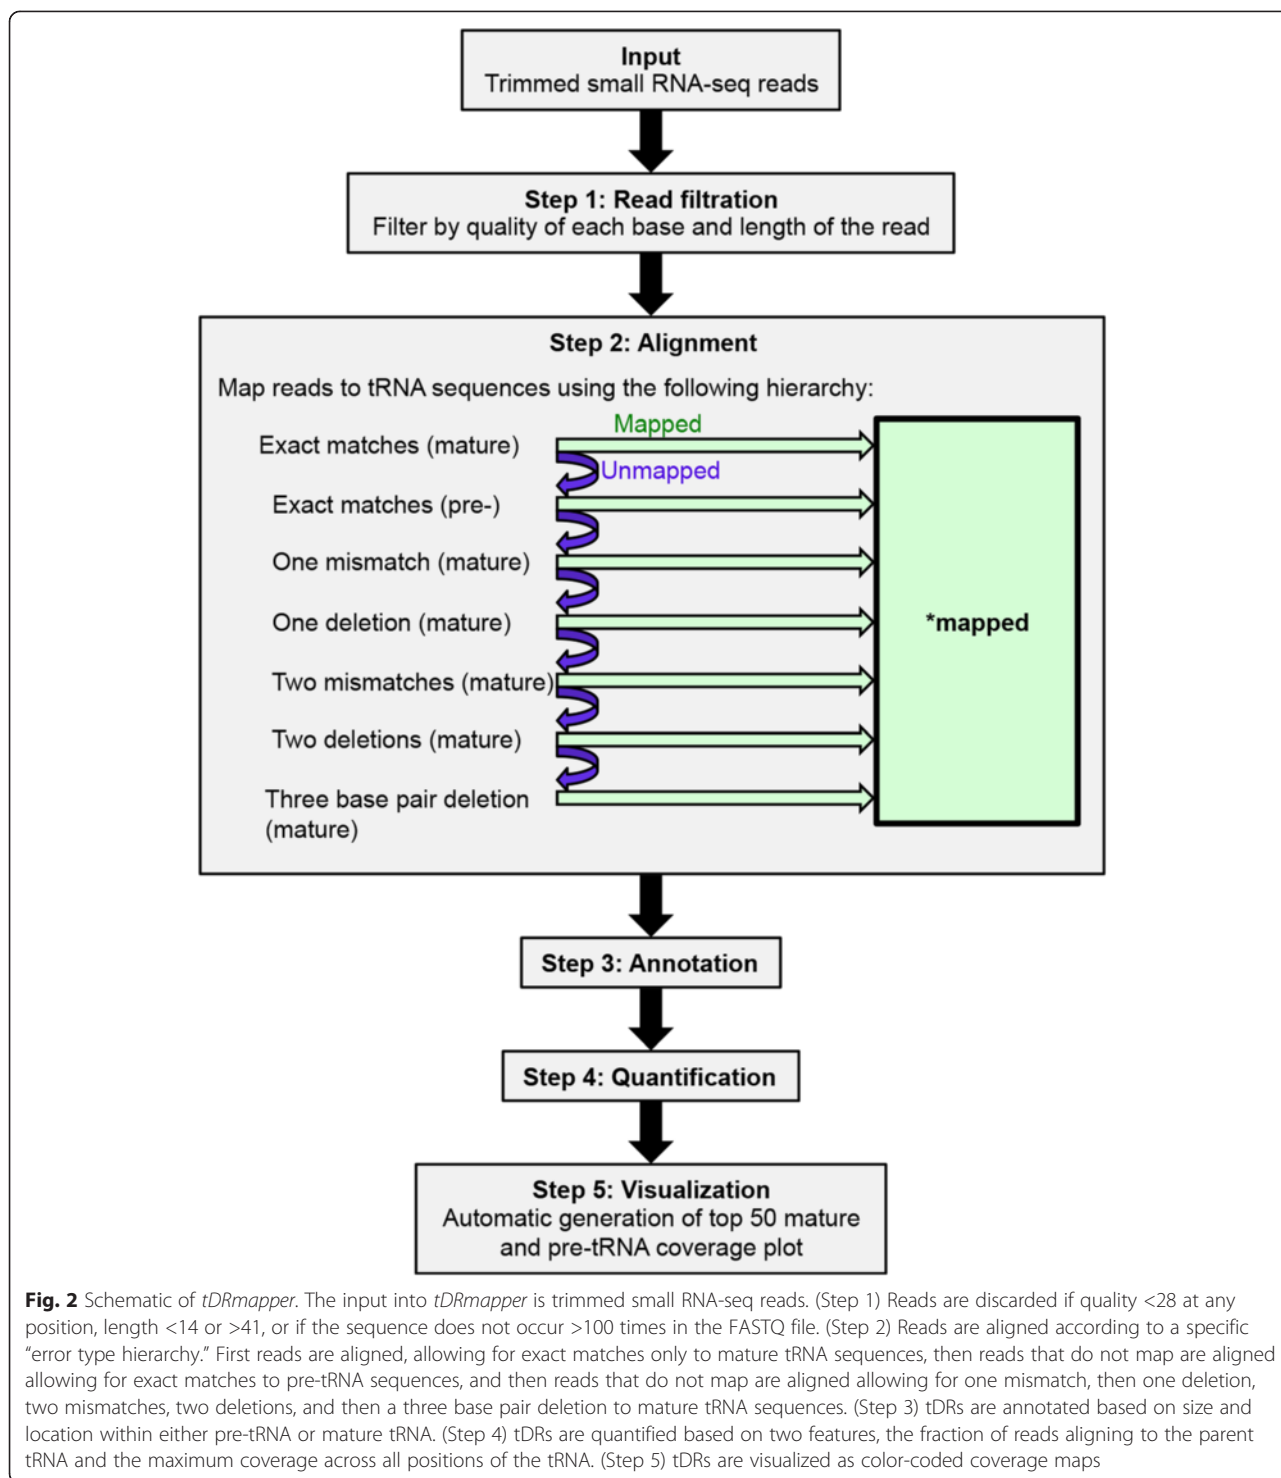 Input
Trimmed small RNA-seq reads
Step 1: Read filtration
Filter by quality of each base and length of the read
Step 2: Alignment
Map reads to tRNA sequences using the following hierarchy:
Mapped
Exact matches (mature)
Unmapped
Exact matches (pre-)
One mismatch (mature)
One deletion (mature)
*mapped
Two mismatches (mature)
Two deletions (mature)
Three base pair deletion
(mature)
Step 3: Annotation
Step 4: Quantification
Step 5: Visualization
Automatic generation of top 50 mature
and pre-tRNA coverage plot
Fig. 2 Schematic of tDRmapper. The input into tDRmapper is trimmed small RNA-seq reads. (Step 1) Reads are discarded if quality <28 at any
position, length <14 or >41, or if the sequence does not occur >100 times in the FASTQ file. (Step 2) Reads are aligned according to a specific
“error type hierarchy.” First reads are aligned, allowing for exact matches only to mature tRNA sequences, then reads that do not map are aligned
allowing for exact matches to pre-tRNA sequences, and then reads that do not map are aligned allowing for one mismatch, then one deletion,
two mismatches, two deletions, and then a three base pair deletion to mature tRNA sequences. (Step 3) tDRs are annotated based on size and
location within either pre-tRNA or mature tRNA. (Step 4) tDRs are quantified based on two features, the fraction of reads aligning to the parent
tRNA and the maximum coverage across all positions of the tRNA. (Step 5) tDRs are visualized as color-coded coverage maps